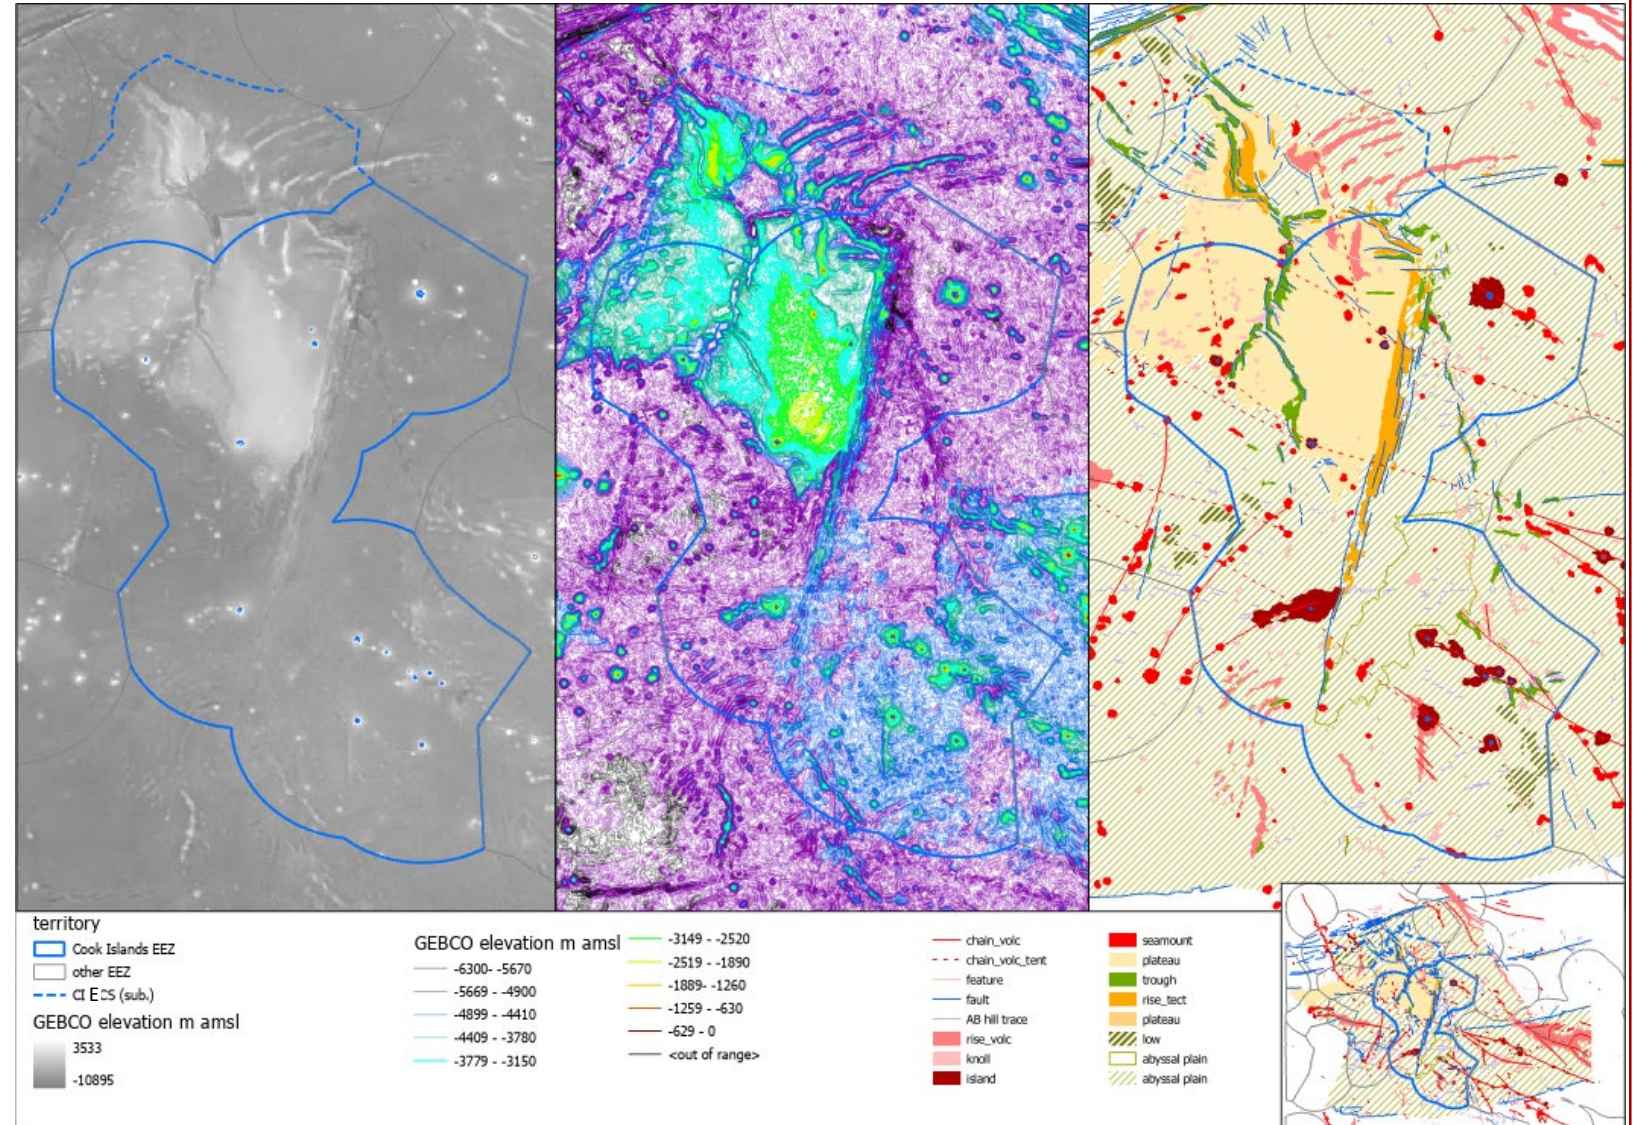 territory
Cook Islands EEZ
other EEZ
CI ECS (sub.)
GEBCO elevation m amsl
3533
-10895
GEBCO elevation m amsl
-6300- -5670
-5669 - -4900
-4899 - -4410
-4409 - -3780
-3779 - -3150
-3149 - -2520
-2519 - -1890
-1889- -1260
-1259 - -630
-629 - 0
<out of range>
chain_volc
chain_volc_tent
feature
fault
AB hill trace
rise_volc
knoll
island
seamount
plateau
trough
rise_tect
plateau
low
abyssal plain
abyssal plain